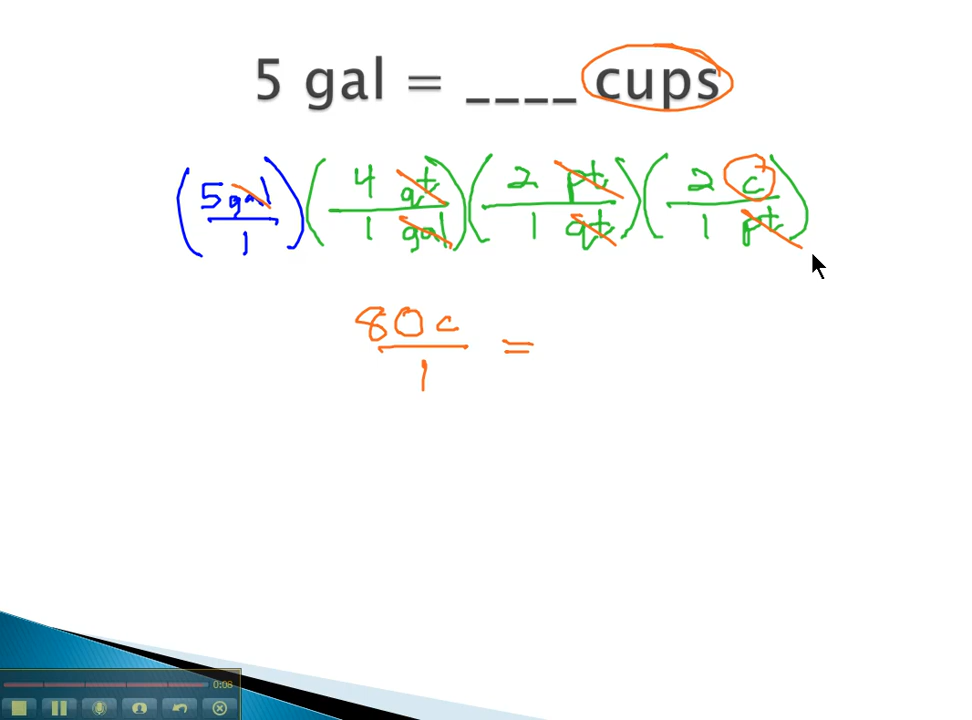 5 gal = ____ cups
(5 gal / 1) (4 qt / 1 gal) (2 pt / 1 qt) (2 c / 1 pt)
80 c / 1 =
0:08